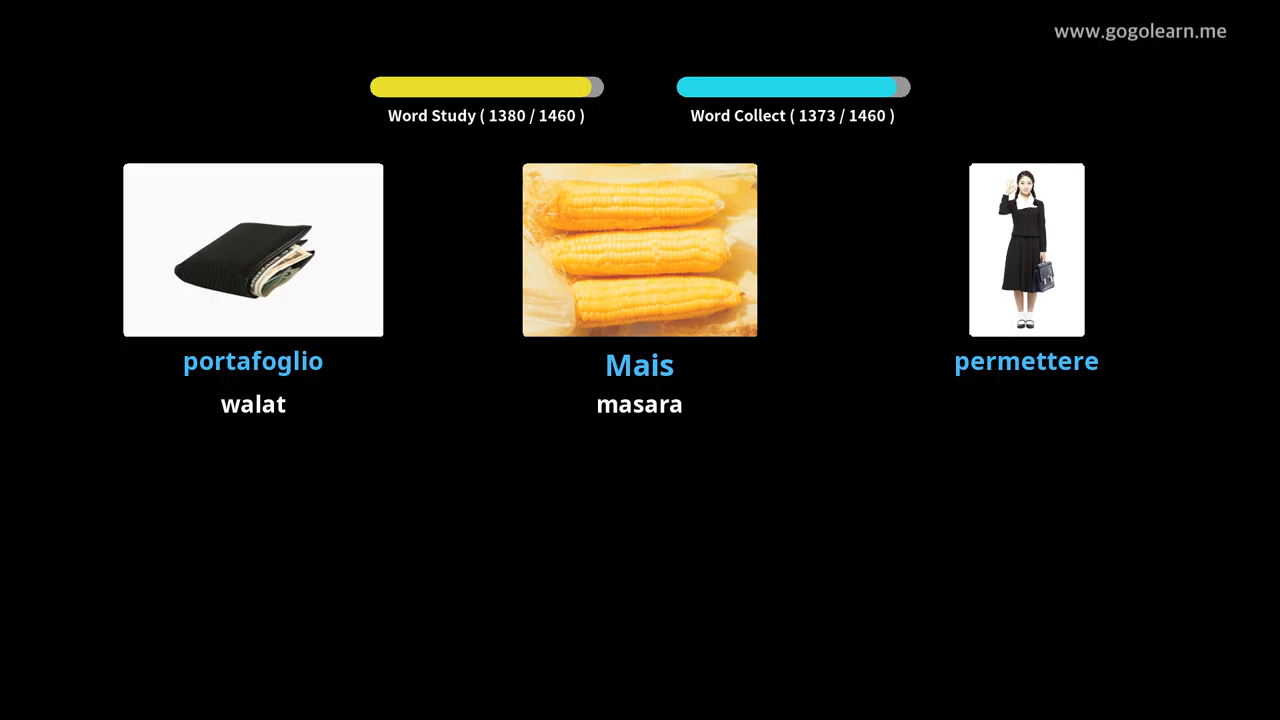 www.gogolearn.me
Word Study ( 1380 / 1460 )
Word Collect ( 1373 / 1460 )
portafoglio
Mais
permettere
walat
masara